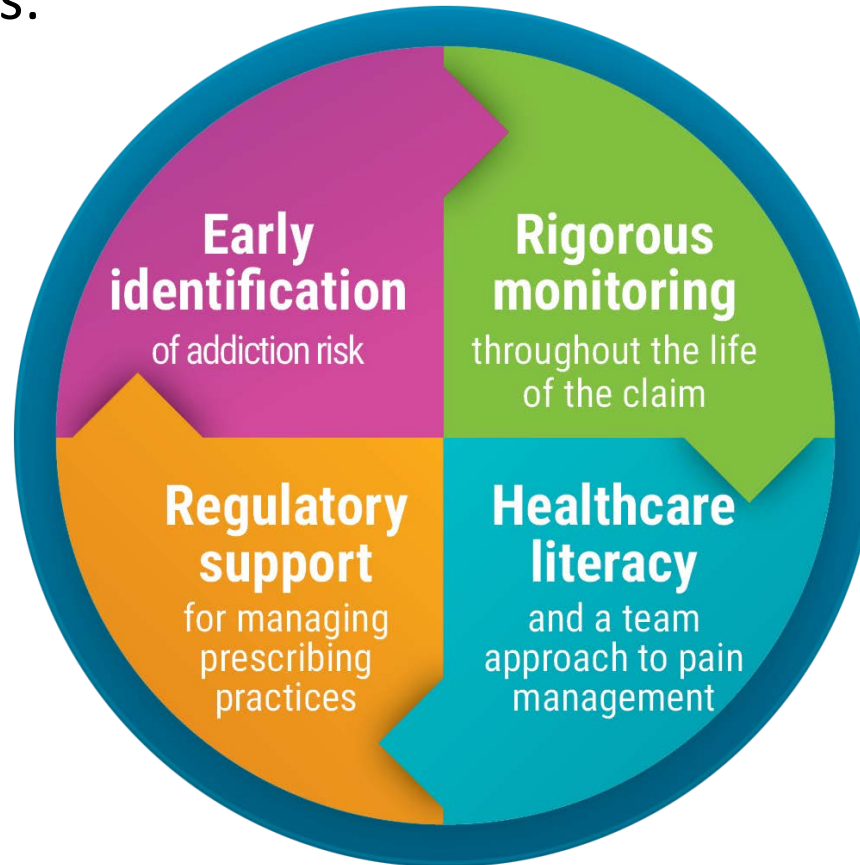 s.
Early
identification
of addiction risk
Rigorous
monitoring
throughout the life
of the claim
Healthcare
literacy
and a team
approach to pain
management
Regulatory
support
for managing
prescribing
practices